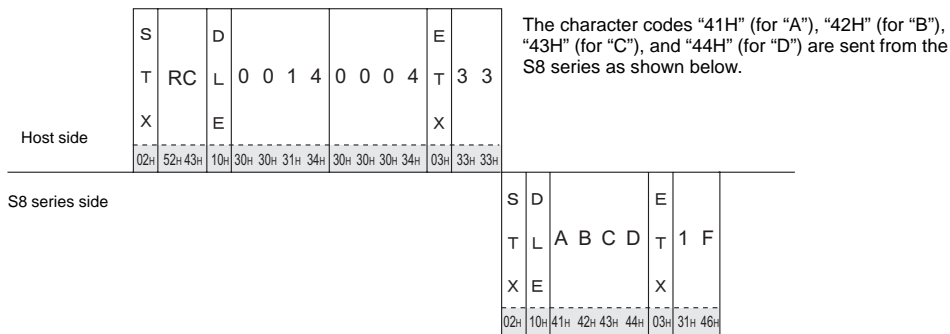 S D E
T RC L 0 0 1 4 0 0 0 4 T 3 3
X E X
02H 52H 43H 10H 30H 30H 31H 34H 30H 30H 30H 34H 03H 33H 33H
The character codes “41H” (for “A”), “42H” (for “B”),
“43H” (for “C”), and “44H” (for “D”) are sent from the
S8 series as shown below.
Host side
S8 series side
S D E
T L A B C D T 1 F
X E X
02H 10H 41H 42H 43H 44H 03H 31H 46H